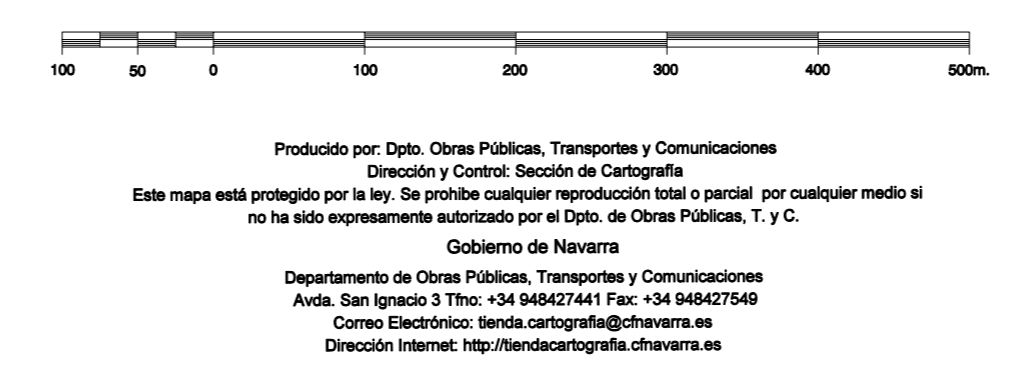 100 50 0 100 200 300 400 500m.
Producido por: Dpto. Obras Públicas, Transportes y Comunicaciones
Dirección y Control: Sección de Cartografía
Este mapa está protegido por la ley. Se prohibe cualquier reproducción total o parcial por cualquier medio si
no ha sido expresamente autorizado por el Dpto. de Obras Públicas, T. y C.
Gobierno de Navarra
Departamento de Obras Públicas, Transportes y Comunicaciones
Avda. San Ignacio 3 Tfno: +34 948427441 Fax: +34 948427549
Correo Electrónico: tienda.cartografia@cfnavarra.es
Dirección Internet: http://tiendacartografia.cfnavarra.es